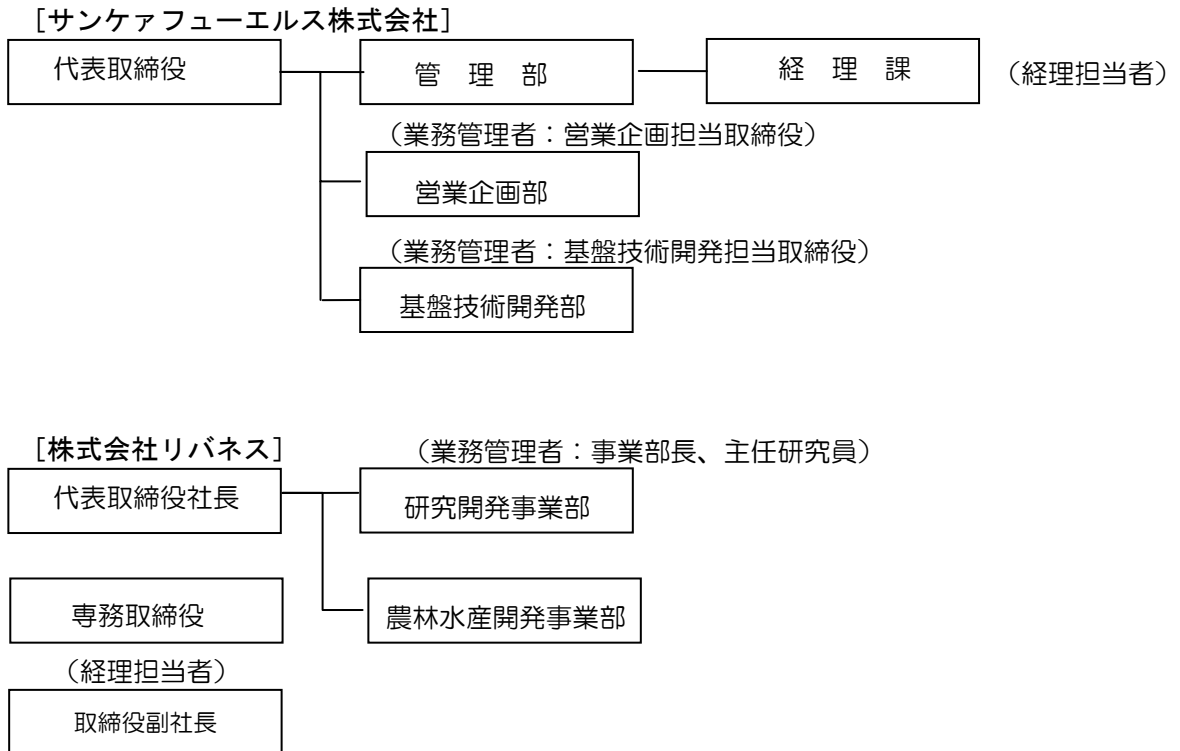 [サンケァフューエルス株式会社]
代表取締役
管 理 部
経 理 課
（経理担当者）
（業務管理者：営業企画担当取締役）
営業企画部
（業務管理者：基盤技術開発担当取締役）
基盤技術開発部
[株式会社リバネス]
（業務管理者：事業部長、主任研究員）
代表取締役社長
研究開発事業部
専務取締役
農林水産開発事業部
（経理担当者）
取締役副社長